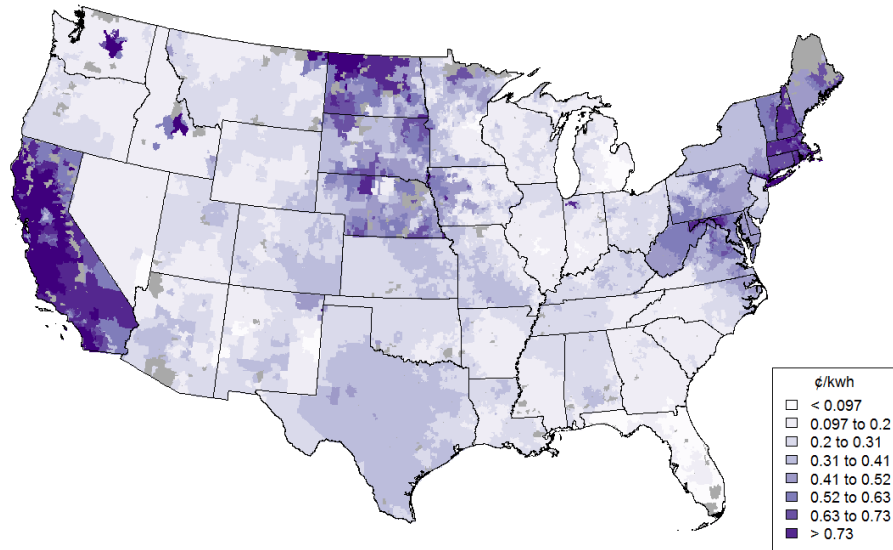 ¢/kwh
< 0.097
0.097 to 0.2
0.2 to 0.31
0.31 to 0.41
0.41 to 0.52
0.52 to 0.63
0.63 to 0.73
> 0.73